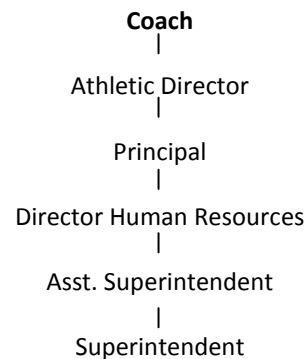 Coach
Athletic Director
Principal
Director Human Resources
Asst. Superintendent
Superintendent